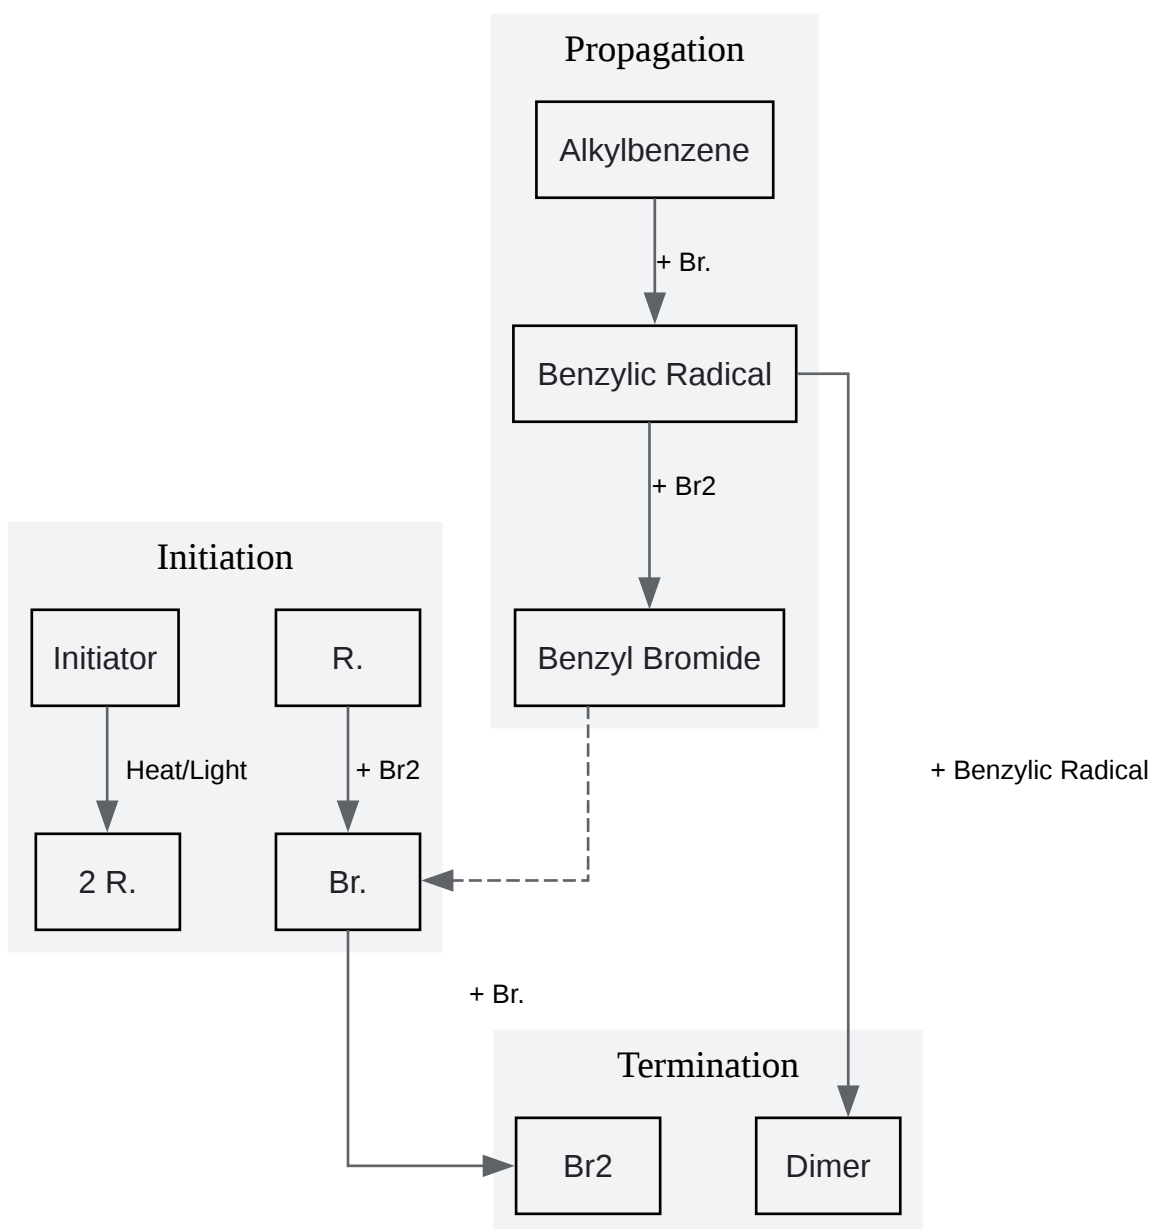 Propagation
Alkylbenzene
+ Br.
Benzylic Radical
+ Br2
Benzyl Bromide
Initiation
Initiator
R.
Heat/Light
+ Br2
2 R.
Br.
+ Benzylic Radical
+ Br.
Termination
Br2
Dimer